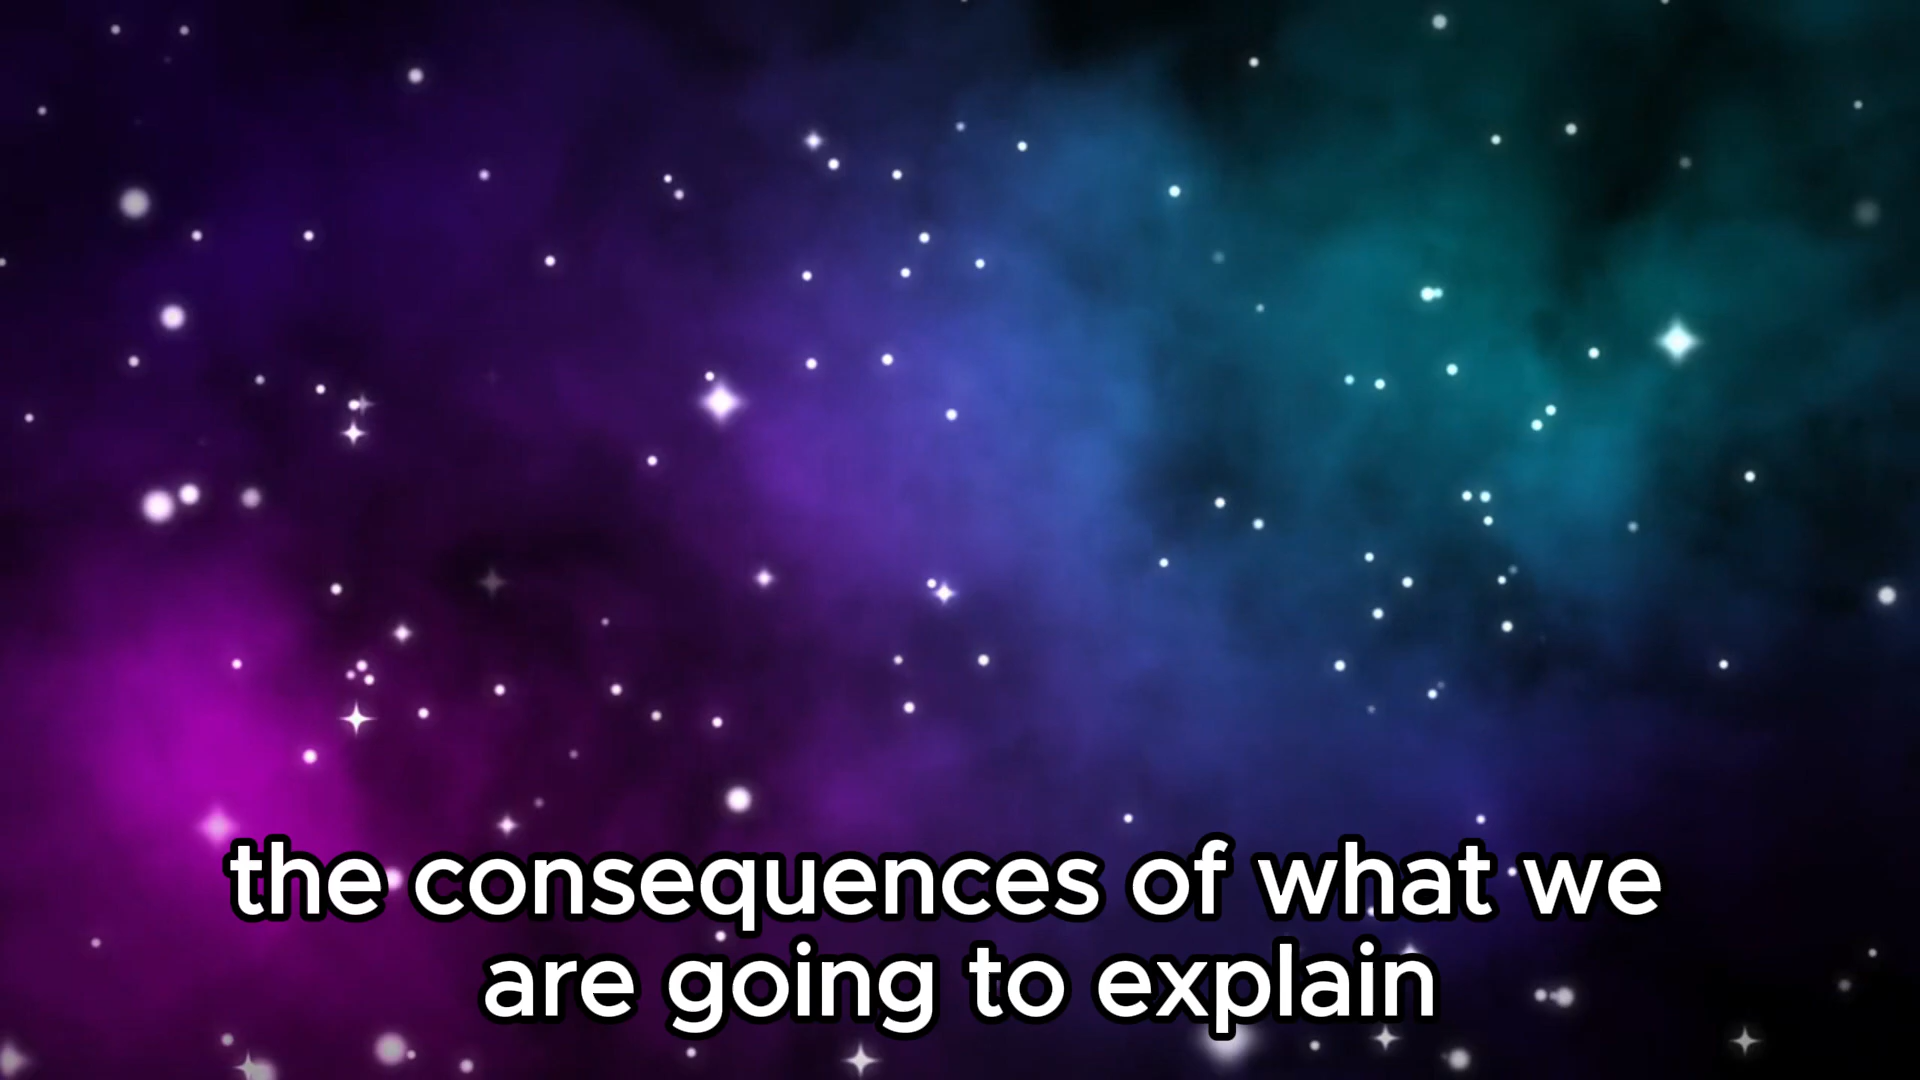 the consequences of what we
are going to explain